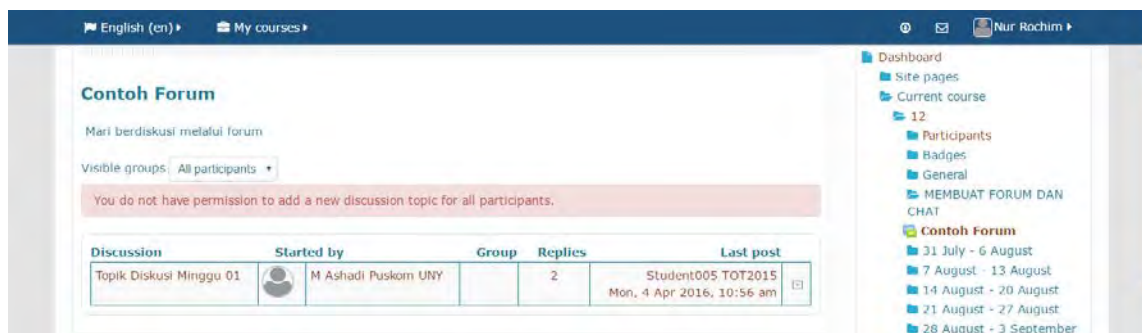 English (en)
My courses
Nur Rochim
Contoh Forum
Mari berdiskusi melalui forum
Visible groups All participants
You do not have permission to add a new discussion topic for all participants.
Discussion Started by Group Replies Last post
Topik Diskusi Minggu 01 M Ashadi Puskom UNY 2 Student005 TOT2015
Mon, 4 Apr 2016, 10:56 am
Dashboard
Site pages
Current course
12
Participants
Badges
General
MEMBUAT FORUM DAN
CHAT
Contoh Forum
31 July - 6 August
7 August - 13 August
14 August - 20 August
21 August - 27 August
28 August - 3 September